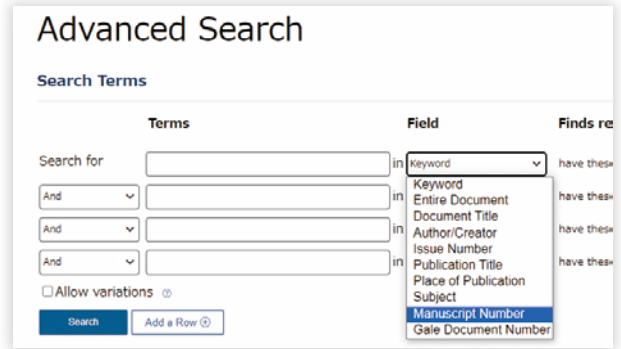 Advanced Search
Search Terms
Terms Field Finds re
Search for in Keyword have thes
And in have thes
And in have thes
And in have thes
Keyword
Entire Document
Document Title
Author/Creator
Issue Number
Publication Title
Place of Publication
Subject
Manuscript Number
Gale Document Number
Allow variations ?
Search Add a Row